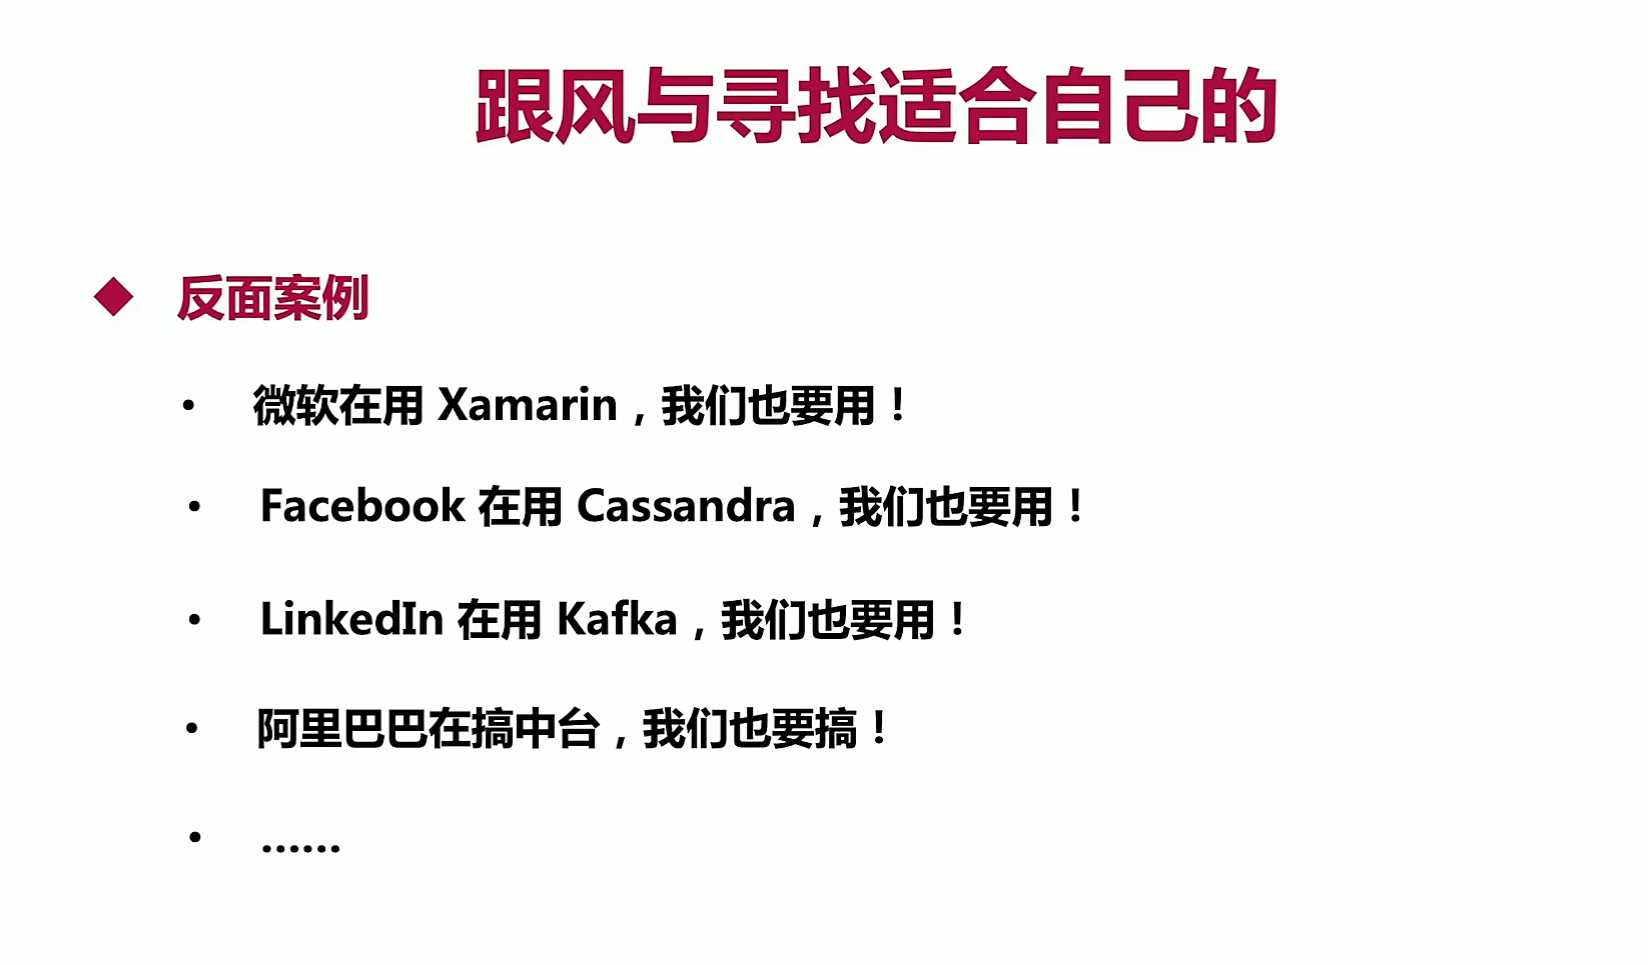 跟风与寻找适合自己的
◆ 反面案例
• 微软在用 Xamarin，我们也要用！
• Facebook 在用 Cassandra，我们也要用！
• LinkedIn 在用 Kafka，我们也要用！
• 阿里巴巴在搞中台，我们也要搞！
• ……